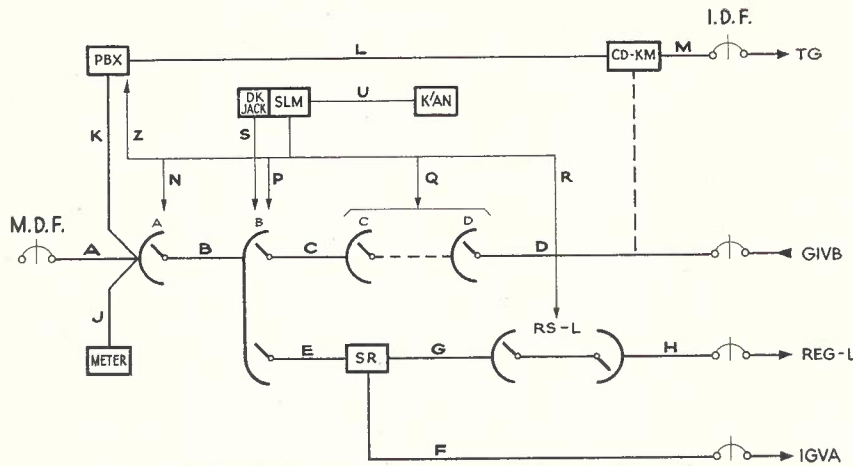 I.D.F.
PBX
L
CD-KM
M
TG
DK JACK
SLM
U
K'AN
K
Z
S
N
P
Q
R
M.D.F.
A
B
C
D
A
B
C
D
GIVB
J
RS-L
METER
E
SR
G
H
REG-L
F
IGVA